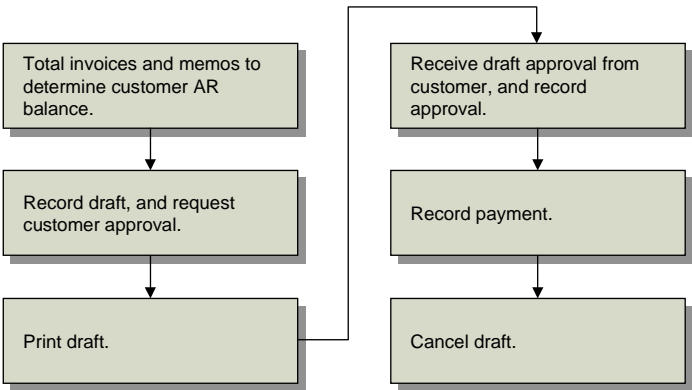 Total invoices and memos to
determine customer AR
balance.
Record draft, and request
customer approval.
Print draft.
Receive draft approval from
customer, and record
approval.
Record payment.
Cancel draft.